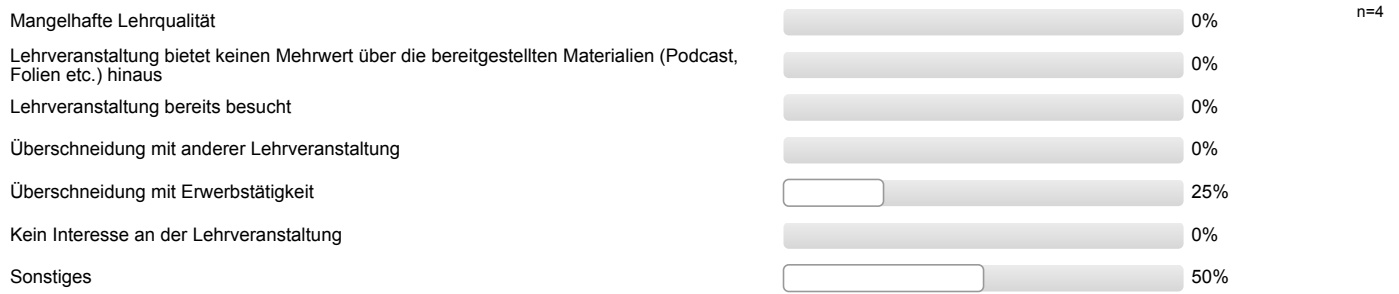 Mangelhafte Lehrqualität 0% n=4
Lehrveranstaltung bietet keinen Mehrwert über die bereitgestellten Materialien (Podcast,
Folien etc.) hinaus 0%
Lehrveranstaltung bereits besucht 0%
Überschneidung mit anderer Lehrveranstaltung 0%
Überschneidung mit Erwerbstätigkeit 25%
Kein Interesse an der Lehrveranstaltung 0%
Sonstiges 50%